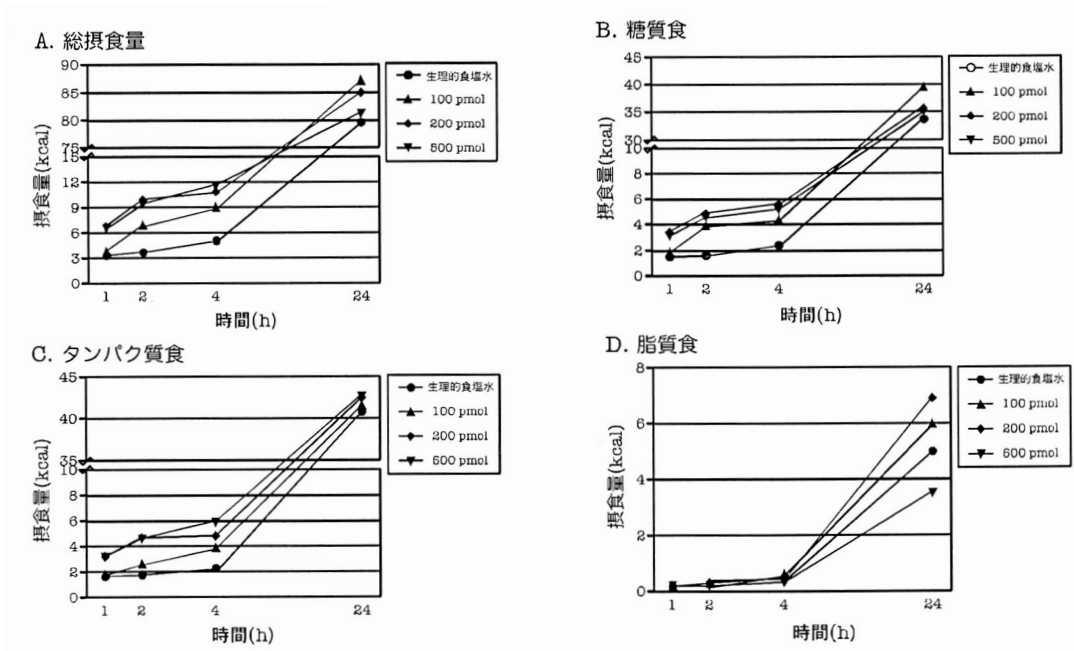 A. 総摂食量
90
85
80
75
15
12
9
6
3
0
摂食量(kcal)
1 2 4 24
時間(h)
生理的食塩水
100 pmol
200 pmol
500 pmol
B. 糖質食
45
40
35
30
10
8
6
4
2
0
摂食量(kcal)
1 2 4 24
時間(h)
生理的食塩水
100 pmol
200 pmol
500 pmol
C. タンパク質食
45
40
35
10
8
6
4
2
0
摂食量(kcal)
1 2 4 24
時間(h)
生理的食塩水
100 pmol
200 pmol
500 pmol
D. 脂質食
8
6
4
2
0
摂食量(kcal)
1 2 4 24
時間(h)
生理的食塩水
100 pmol
200 pmol
500 pmol